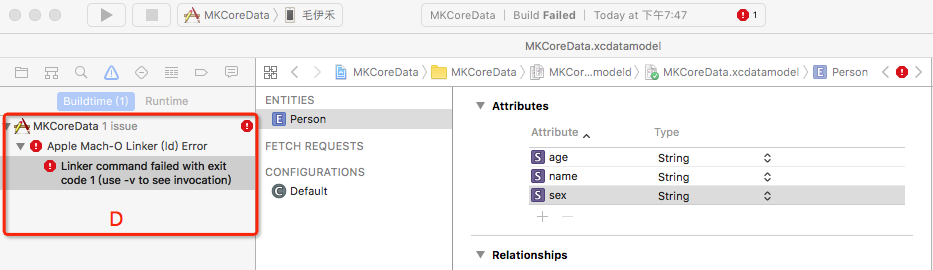 MKCoreData 毛伊禾
MKCoreData Build Failed Today at 下午7:47 1
MKCoreData.xcdatamodel
MKCoreData MKCoreData MKCor...modeld MKCoreData.xcdatamodel E Person
Buildtime (1) Runtime
MKCoreData 1 issue
Apple Mach-O Linker (ld) Error
Linker command failed with exit
code 1 (use -v to see invocation)
D
ENTITIES
E Person
FETCH REQUESTS
CONFIGURATIONS
C Default
Attributes
Attribute Type
S age String
S name String
S sex String
Relationships